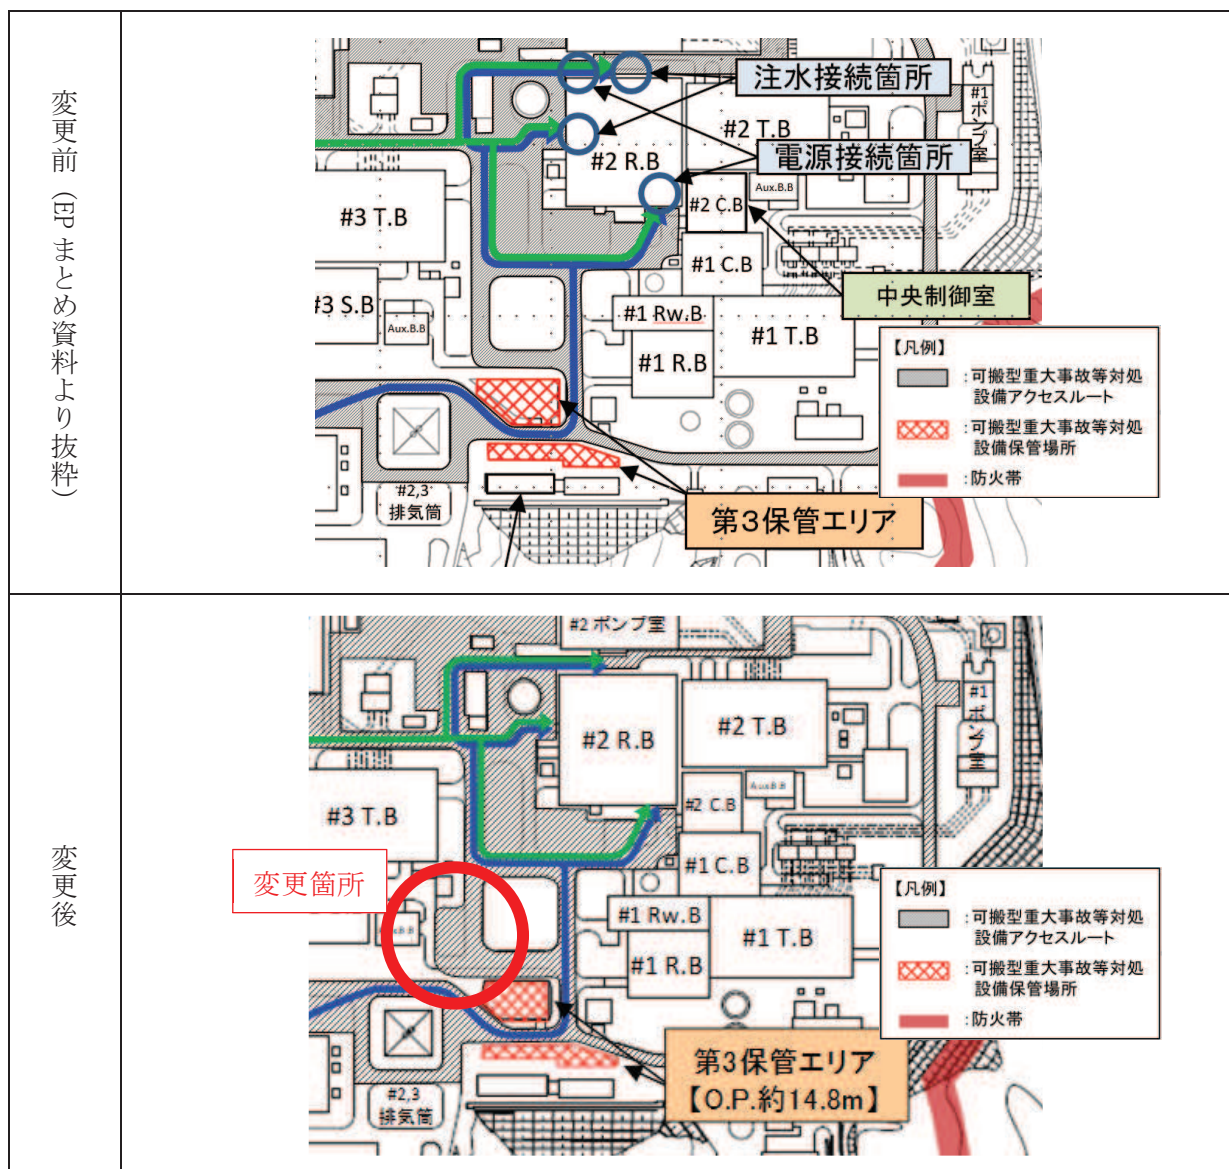 変更前（EPまとめ資料より抜粋）
注水接続箇所
#1
ポンプ室
#2 T.B
電源接続箇所
#2 R.B
Aux.B.B
#2 C.B
#3 T.B
#1 C.B
中央制御室
#3 S.B
Aux.B.B
#1 Rw.B
#1 T.B
#1 R.B
【凡例】
:可搬型重大事故等対処
設備アクセスルート
:可搬型重大事故等対処
設備保管場所
:防火帯
#2,3
排気筒
第3保管エリア
変更後
#2 ポンプ室
#1
ポンプ室
#2 R.B
#2 T.B
Aux.B.B
#2 C.B
#3 T.B
#1 C.B
変更箇所
Aux.B.B
#1 Rw.B
#1 T.B
#1 R.B
【凡例】
:可搬型重大事故等対処
設備アクセスルート
:可搬型重大事故等対処
設備保管場所
:防火帯
第3保管エリア
【O.P.約14.8m】
#2,3
排気筒